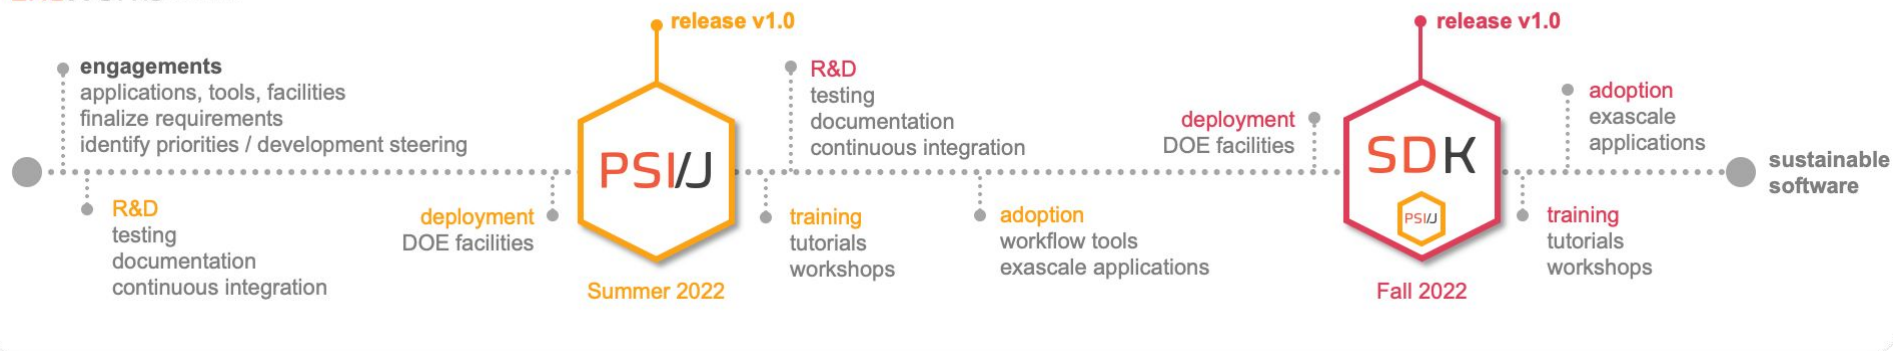 release v1.0
engagements
applications, tools, facilities
finalize requirements
identify priorities / development steering
R&D
testing
documentation
continuous integration
deployment
DOE facilities
PSI/J
Summer 2022
R&D
testing
documentation
continuous integration
training
tutorials
workshops
adoption
workflow tools
exascale applications
deployment
DOE facilities
release v1.0
SDK
PSI/J
Fall 2022
adoption
exascale
applications
training
tutorials
workshops
sustainable
software